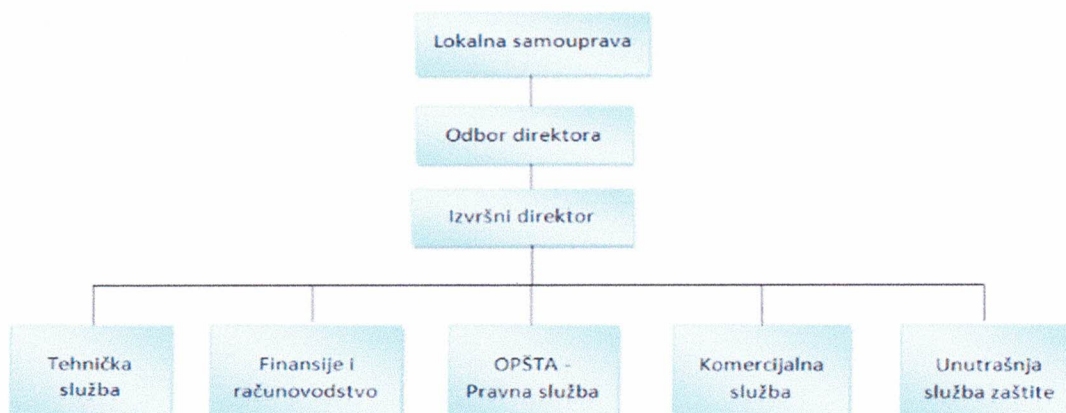 Lokalna samouprava
Odbor direktora
Izvršni direktor
Tehnička
služba
Finansije i
računovodstvo
OPŠTA -
Pravna služba
Komercijalna
služba
Unutrašnja
služba zaštite